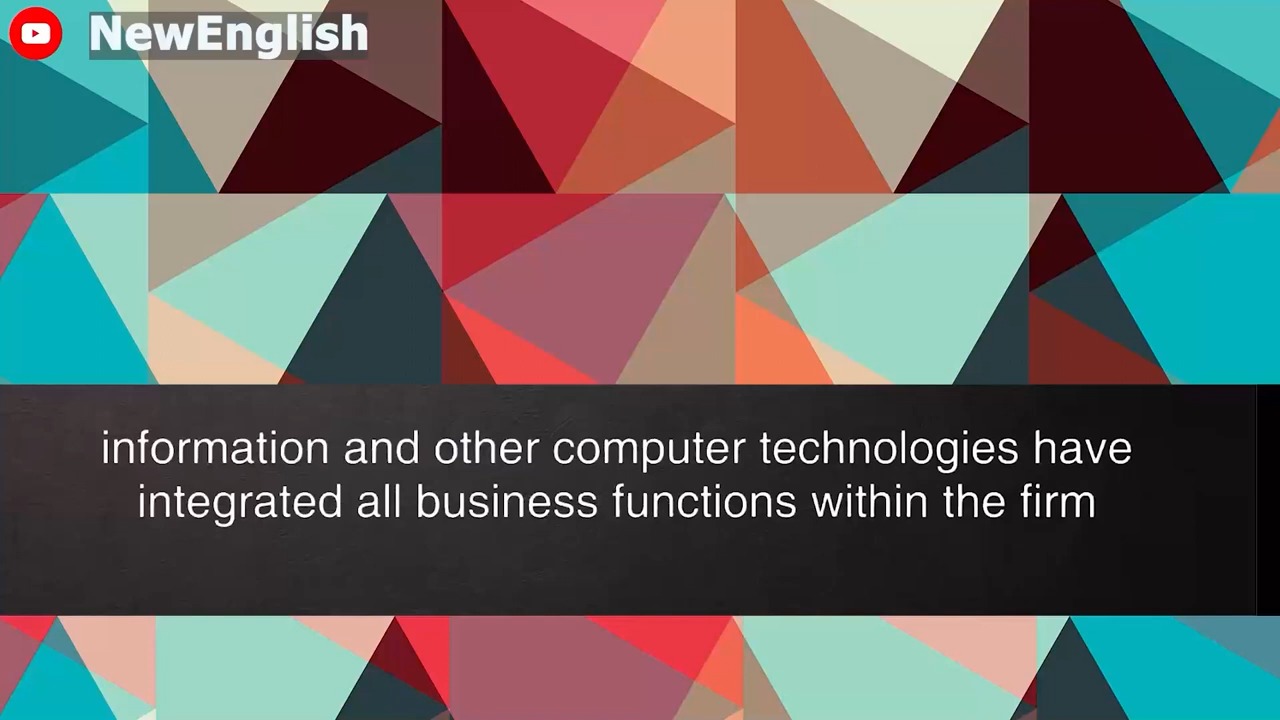 NewEnglish
information and other computer technologies have
integrated all business functions within the firm